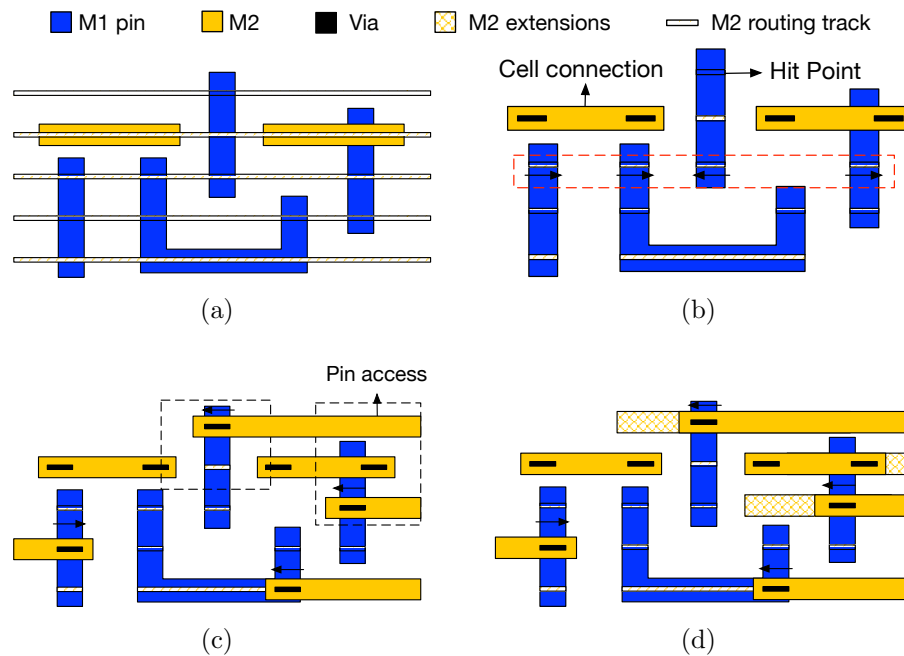 M1 pin M2 Via M2 extensions M2 routing track
Cell connection Hit Point
(a) (b)
Pin access
(c) (d)